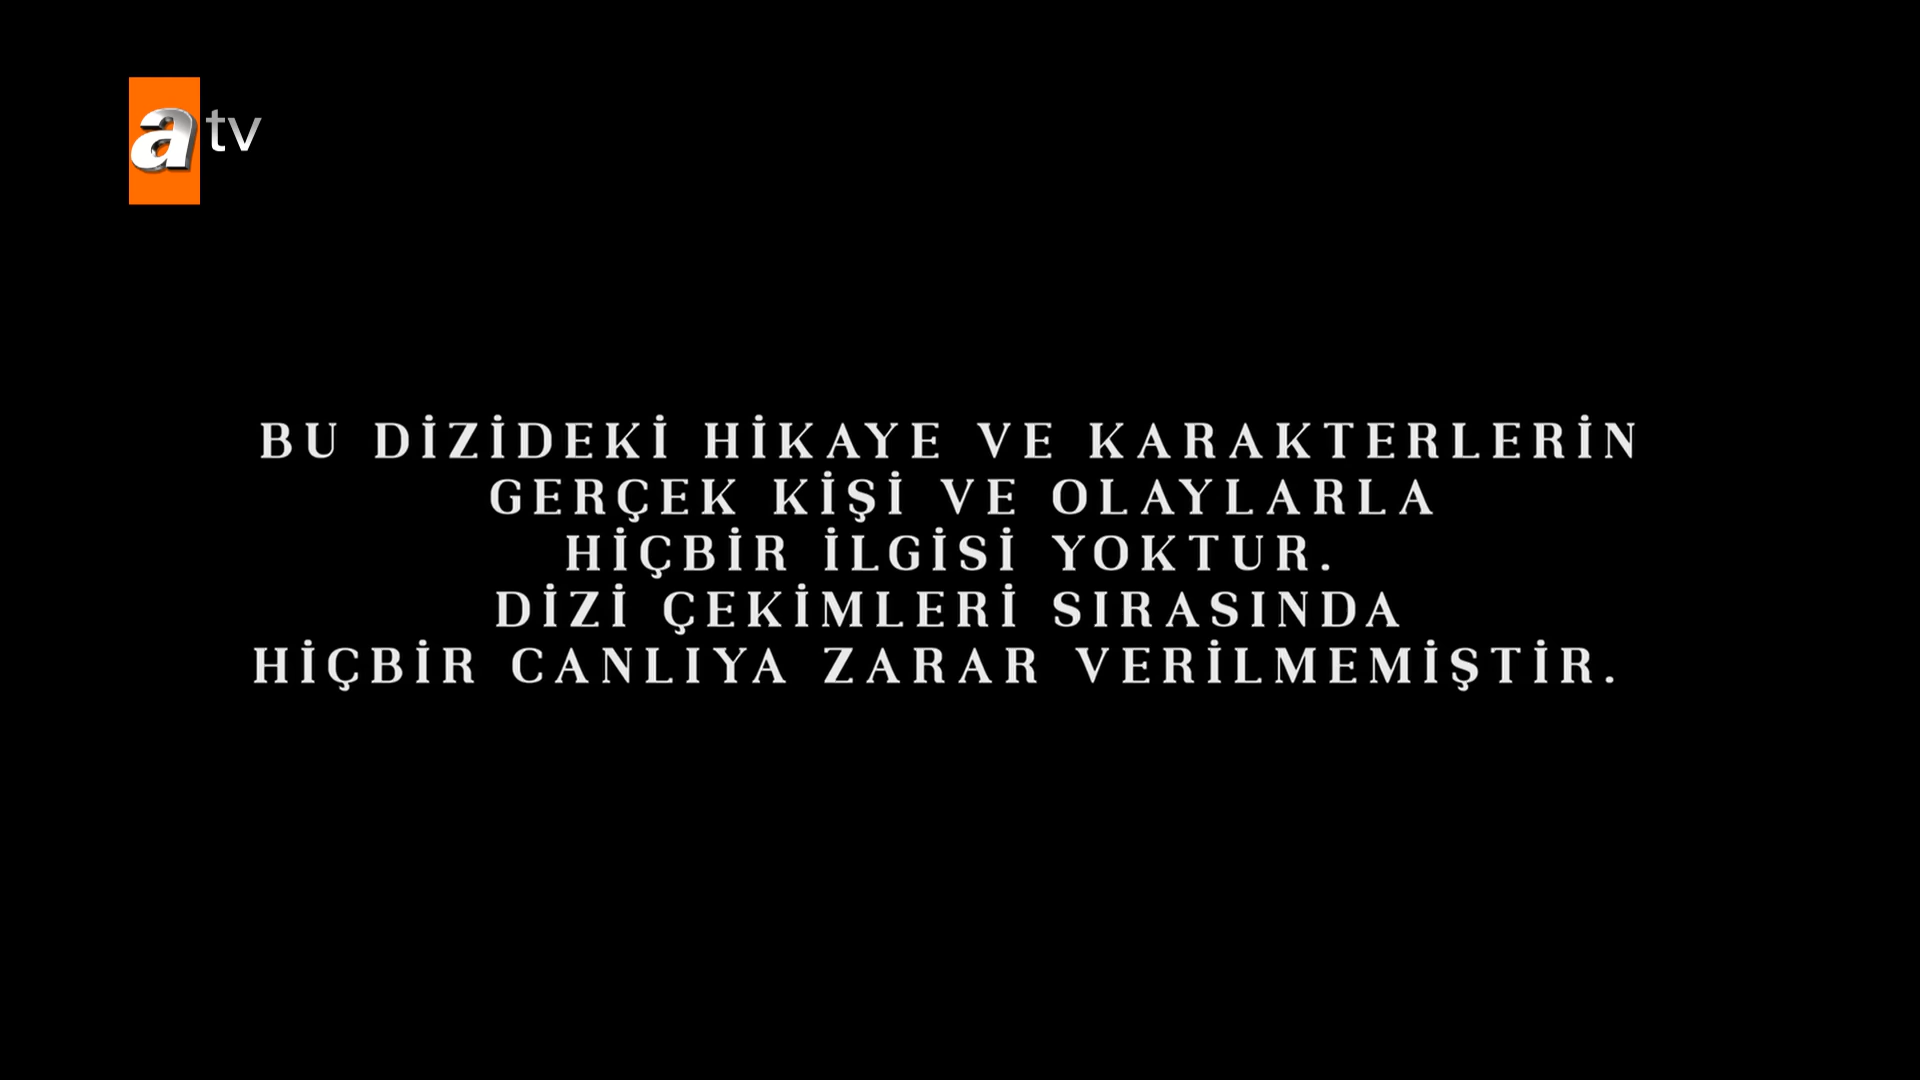 atv
BU DİZİDEKİ HİKAYE VE KARAKTERLERİN
GERÇEK KİŞİ VE OLAYLARLA
HİÇBİR İLGİSİ YOKTUR.
DİZİ ÇEKİMLERİ SIRASINDA
HİÇBİR CANLIYA ZARAR VERİLMEMİŞTİR.